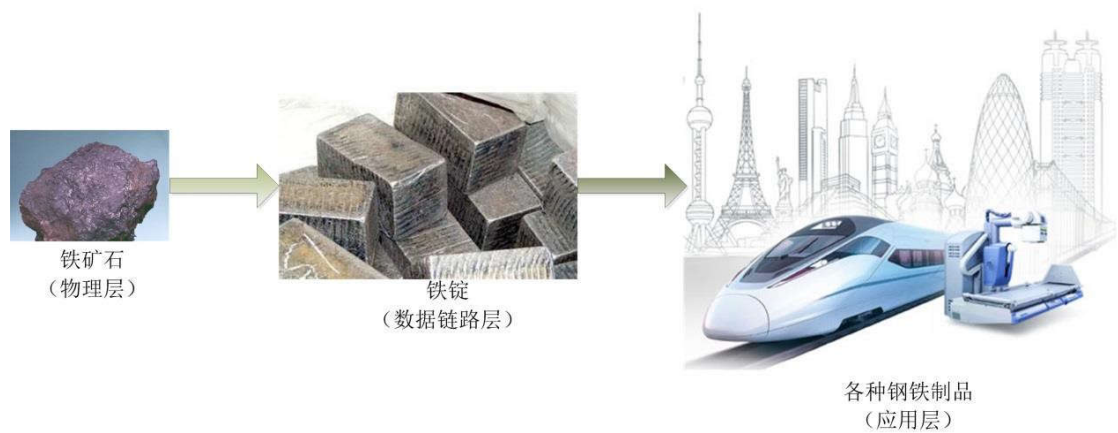 铁矿石
（物理层）
铁锭
（数据链路层）
各种钢铁制品
（应用层）